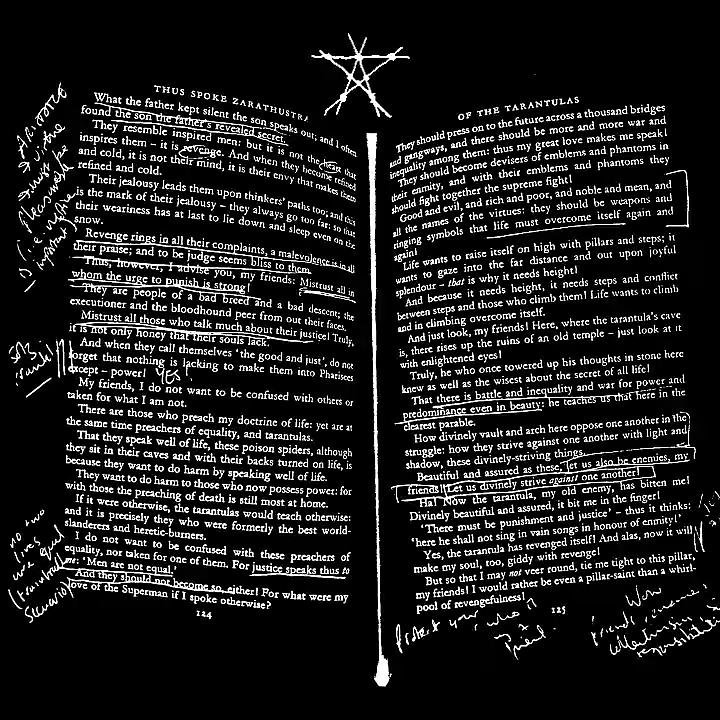 THUS SPOKE ZARATHUSTRA
What the father kept silent the son speaks out; and I often
found the son the father's revealed secret.
They resemble inspired men: but it is not the heart that
inspires them – it is revenge. And when they become refined
and cold, it is not their mind, it is their envy that makes them
refined and cold.
Their jealousy leads them upon thinkers' paths too; and this
is the mark of their jealousy – they always go too far: so that
their weariness has at last to lie down and sleep even on the
snow.
Revenge rings in all their complaints, a malevolence is in all
their praise; and to be judge seems bliss to them.
Thus, however, I advise you, my friends: Mistrust all in
whom the urge to punish is strong!
They are people of a bad breed and a bad descent; the
executioner and the bloodhound peer from out their faces.
Mistrust all those who talk much about their justice! Truly,
it is not only honey that their souls lack.
And when they call themselves 'the good and just', do not
forget that nothing is lacking to make them into Pharisees
except – power! YES.
My friends, I do not want to be confused with others or
taken for what I am not.
There are those who preach my doctrine of life: yet are at
the same time preachers of equality, and tarantulas.
That they speak well of life, these poison spiders, although
they sit in their caves and with their backs turned on life, is
because they want to do harm by speaking well of life.
They want to do harm to those who now possess power: for
with those the preaching of death is still most at home.
If it were otherwise, the tarantulas would teach otherwise:
and it is precisely they who were formerly the best world-
slanderers and heretic-burners.
I do not want to be confused with these preachers of
equality, nor taken for one of them. For justice speaks thus to
me: 'Men are not equal.'
And they should not become so, either! For what were my
love of the Superman if I spoke otherwise?
124
no two
lives
are equal
OF THE TARANTULAS
They should press on to the future across a thousand bridges
and gangways, and there should be more and more war and
inequality among them: thus my great love makes me speak!
They should become devisers of emblems and phantoms in
their enmity, and with their emblems and phantoms they
should fight together the supreme fight!
Good and evil, and rich and poor, and noble and mean, and
all the names of the virtues: they should be weapons and
ringing symbols that life must overcome itself again and
again!
Life wants to raise itself on high with pillars and steps; it
wants to gaze into the far distance and out upon joyful
splendour – that is why it needs height!
And because it needs height, it needs steps and conflict
between steps and those who climb them! Life wants to climb
and in climbing overcome itself.
And just look, my friends! Here, where the tarantula's cave
is, there rises up the ruins of an old temple – just look at it
with enlightened eyes!
Truly, he who once towered up his thoughts in stone here
knew as well as the wisest about the secret of all life!
That there is battle and inequality and war for power and
predominance even in beauty: he teaches us that here in the
clearest parable.
How divinely vault and arch here oppose one another in the
struggle: how they strive against one another with light and
shadow, these divinely-striving things.
Beautiful and assured as these, let us also be enemies, my
friends! Let us divinely strive against one another!
Ha! Now the tarantula, my old enemy, has bitten me!
Divinely beautiful and assured, it bit me in the finger!
'There must be punishment and justice' – thus it thinks:
'here he shall not sing in vain songs in honour of enmity!'
Yes, the tarantula has revenged itself! And alas, now it will
make my soul, too, giddy with revenge!
But so that I may not veer round, tie me tight to this pillar,
my friends! I would rather be even a pillar-saint than a whirl-
pool of revengefulness!
125
Protect your
friend